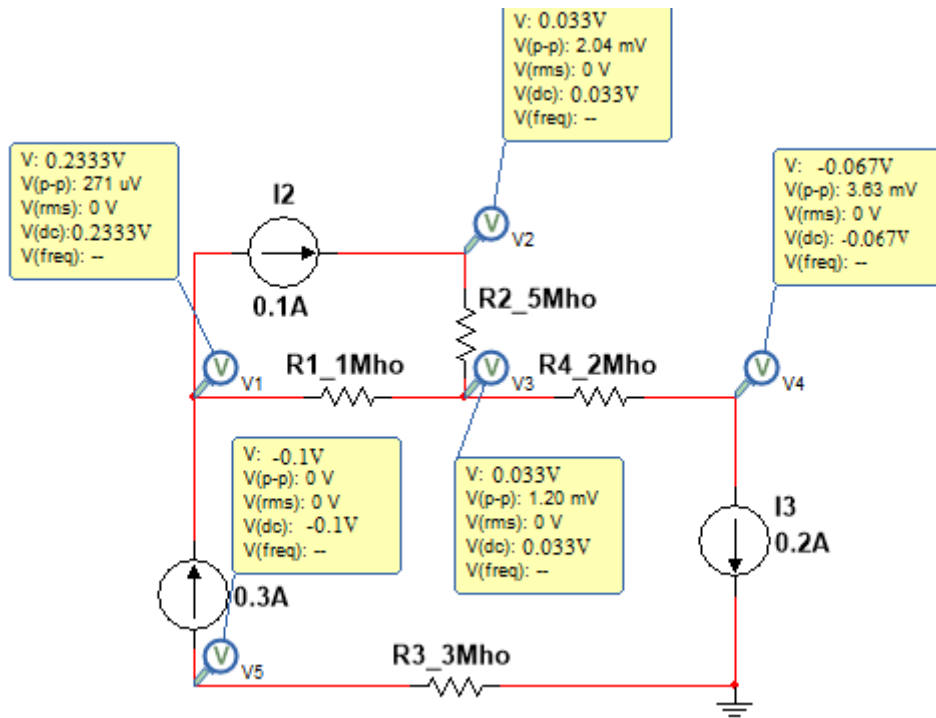 V: 0.033V
V(p-p): 2.04 mV
V(rms): 0 V
V(dc): 0.033V
V(freq): --
V: 0.2333V
V(p-p): 271 uV
V(rms): 0 V
V(dc):0.2333V
V(freq): --
V: -0.067V
V(p-p): 3.63 mV
V(rms): 0 V
V(dc): -0.067V
V(freq): --
I2
0.1A
V
V2
R2_5Mho
V
V1
R1_1Mho
V
V3
R4_2Mho
V
V4
V: -0.1V
V(p-p): 0 V
V(rms): 0 V
V(dc): -0.1V
V(freq): --
V: 0.033V
V(p-p): 1.20 mV
V(rms): 0 V
V(dc): 0.033V
V(freq): --
I3
0.2A
0.3A
V
V5
R3_3Mho